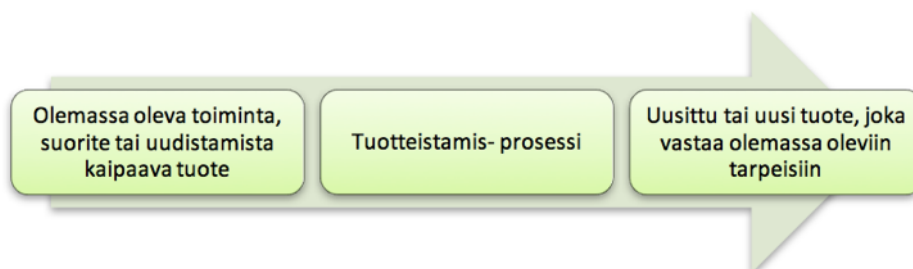 Olemassa oleva toiminta,
suorite tai uudistamista
kaipaava tuote
Tuotteistamis- prosessi
Uusittu tai uusi tuote, joka
vastaa olemassa oleviin
tarpeisiin